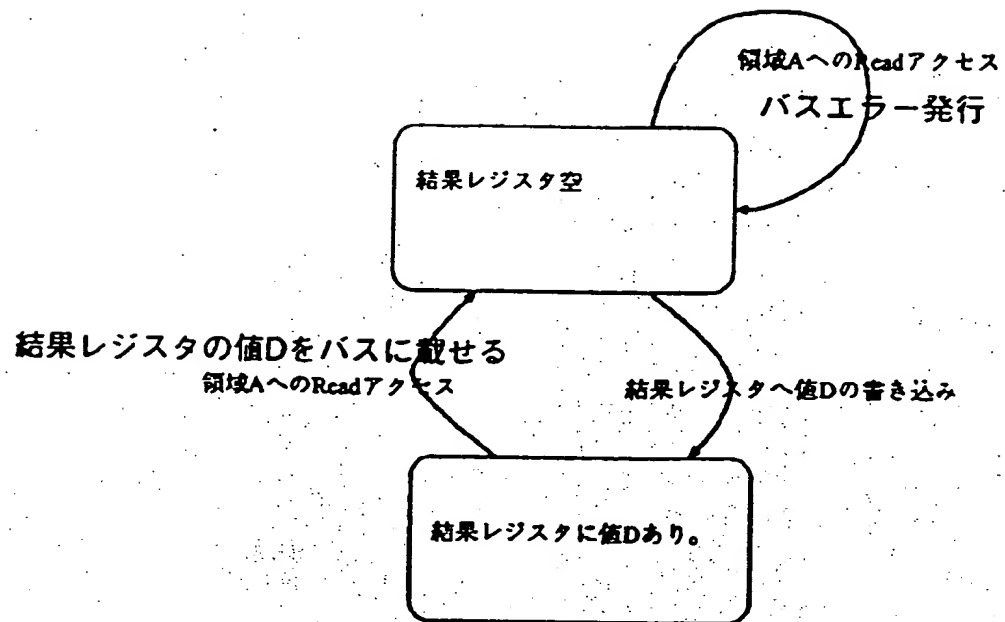 領域AへのReadアクセス
バスエラー発行
結果レジスタ空
結果レジスタの値Dをバスに載せる
領域AへのReadアクセス
結果レジスタへ値Dの書き込み
結果レジスタに値Dあり。